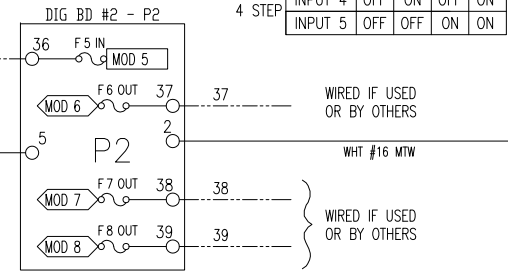 DIG BD #2 - P2
4 STEP
INPUT 4 OFF ON OFF ON
INPUT 5 OFF OFF ON ON
36 F 5 IN MOD 5
MOD 6 F 6 OUT 37 37
WIRED IF USED
OR BY OTHERS
5 P2 2
WHT #16 MTW
MOD 7 F 7 OUT 38 38
WIRED IF USED
OR BY OTHERS
MOD 8 F 8 OUT 39 39